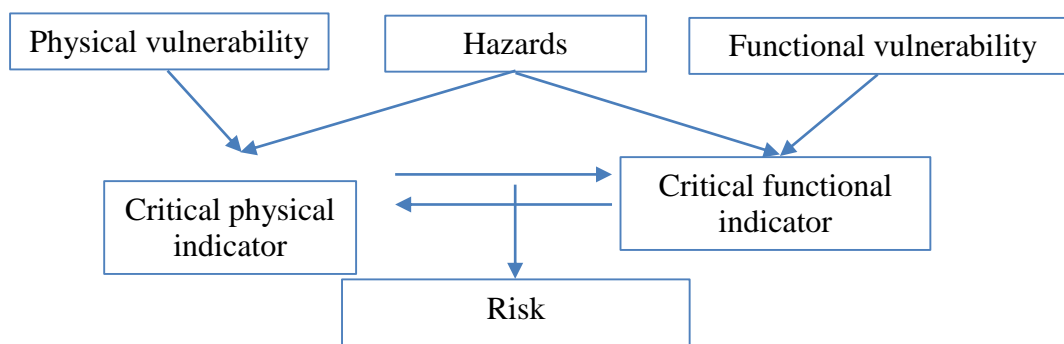 Physical vulnerability
Hazards
Functional vulnerability
Critical physical
indicator
Critical functional
indicator
Risk